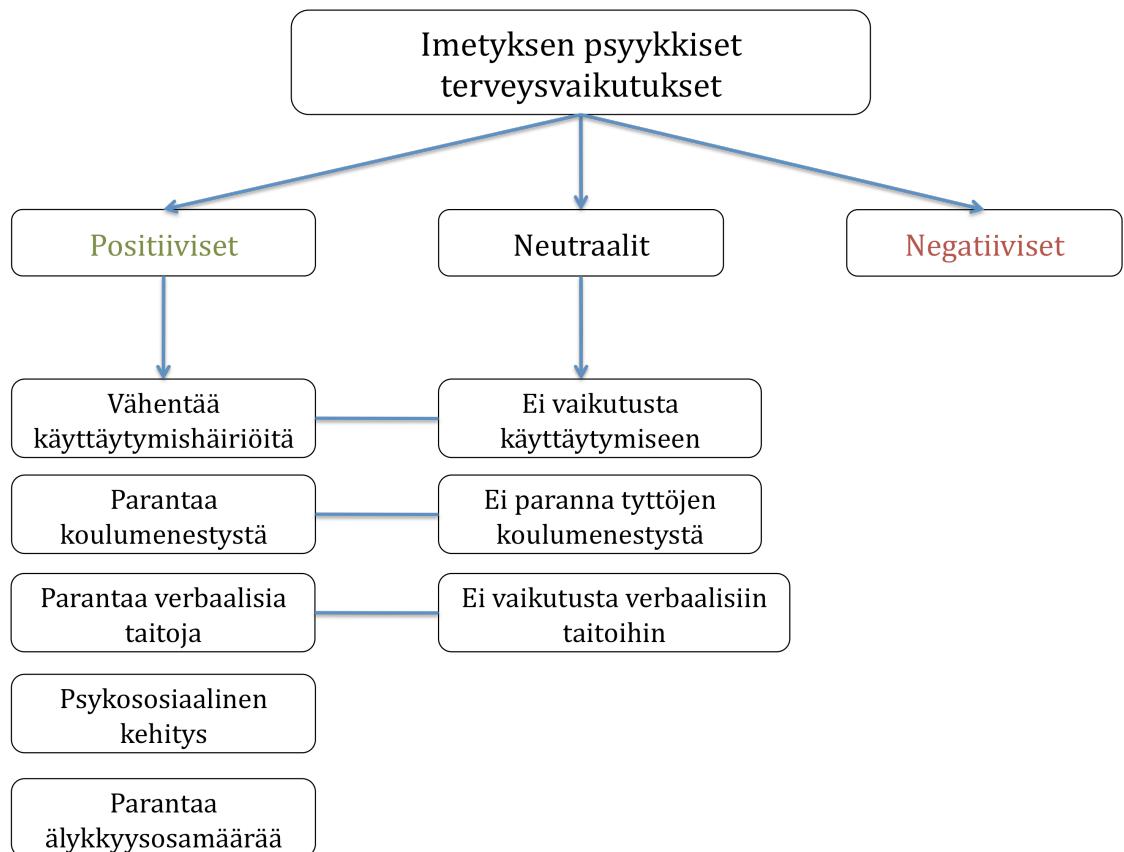 Imetyksen psyykkiset
terveysvaikutukset
Positiiviset
Neutraalit
Negatiiviset
Vähentää
käyttäytymishäiriöitä
Ei vaikutusta
käyttäytymiseen
Parantaa
koulumenestystä
Ei paranna tyttöjen
koulumenestystä
Parantaa verbaalisia
taitoja
Ei vaikutusta verbaalisiin
taitoihin
Psykososiaalinen
kehitys
Parantaa
älykkyysosamäärää